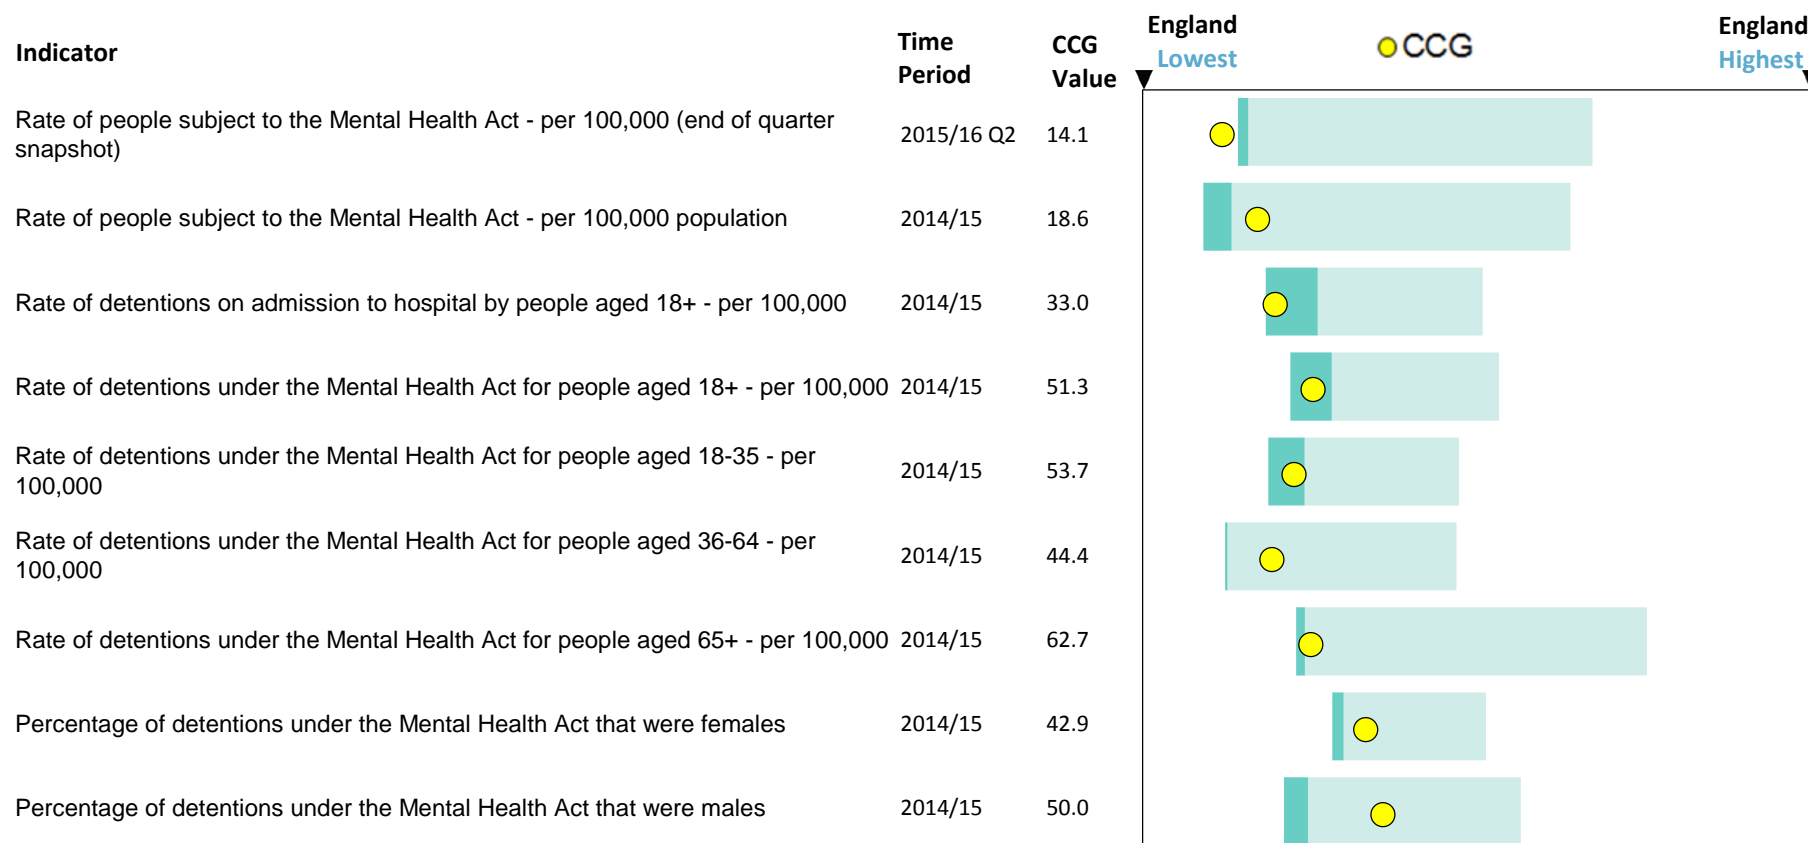 Indicator
Time
Period
CCG
Value
England
Lowest
CCG
England
Highest
Rate of people subject to the Mental Health Act - per 100,000 (end of quarter
snapshot)
2015/16 Q2
14.1
Rate of people subject to the Mental Health Act - per 100,000 population
2014/15
18.6
Rate of detentions on admission to hospital by people aged 18+ - per 100,000
2014/15
33.0
Rate of detentions under the Mental Health Act for people aged 18+ - per 100,000
2014/15
51.3
Rate of detentions under the Mental Health Act for people aged 18-35 - per
100,000
2014/15
53.7
Rate of detentions under the Mental Health Act for people aged 36-64 - per
100,000
2014/15
44.4
Rate of detentions under the Mental Health Act for people aged 65+ - per 100,000
2014/15
62.7
Percentage of detentions under the Mental Health Act that were females
2014/15
42.9
Percentage of detentions under the Mental Health Act that were males
2014/15
50.0